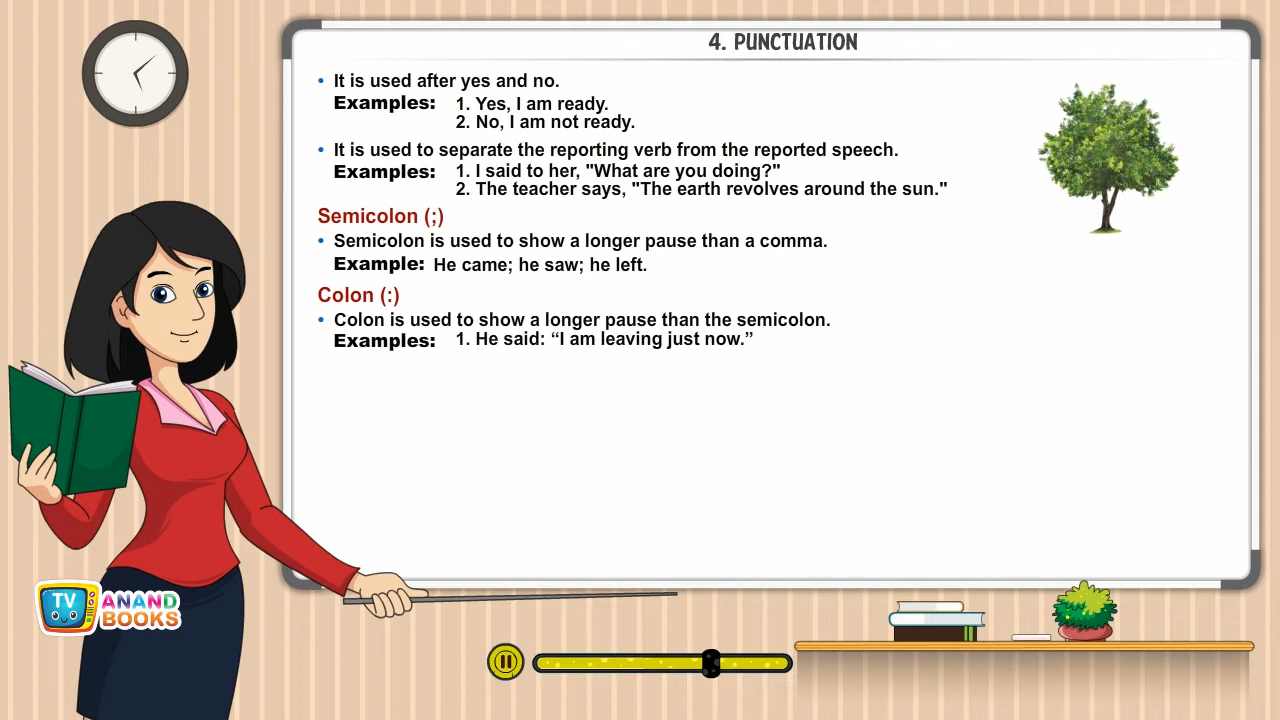 4. PUNCTUATION
• It is used after yes and no.
Examples: 1. Yes, I am ready.
2. No, I am not ready.
• It is used to separate the reporting verb from the reported speech.
Examples: 1. I said to her, "What are you doing?"
2. The teacher says, "The earth revolves around the sun."
Semicolon (;)
• Semicolon is used to show a longer pause than a comma.
Example: He came; he saw; he left.
Colon (:)
• Colon is used to show a longer pause than the semicolon.
Examples: 1. He said: “I am leaving just now.”
TV
ANAND
BOOKS